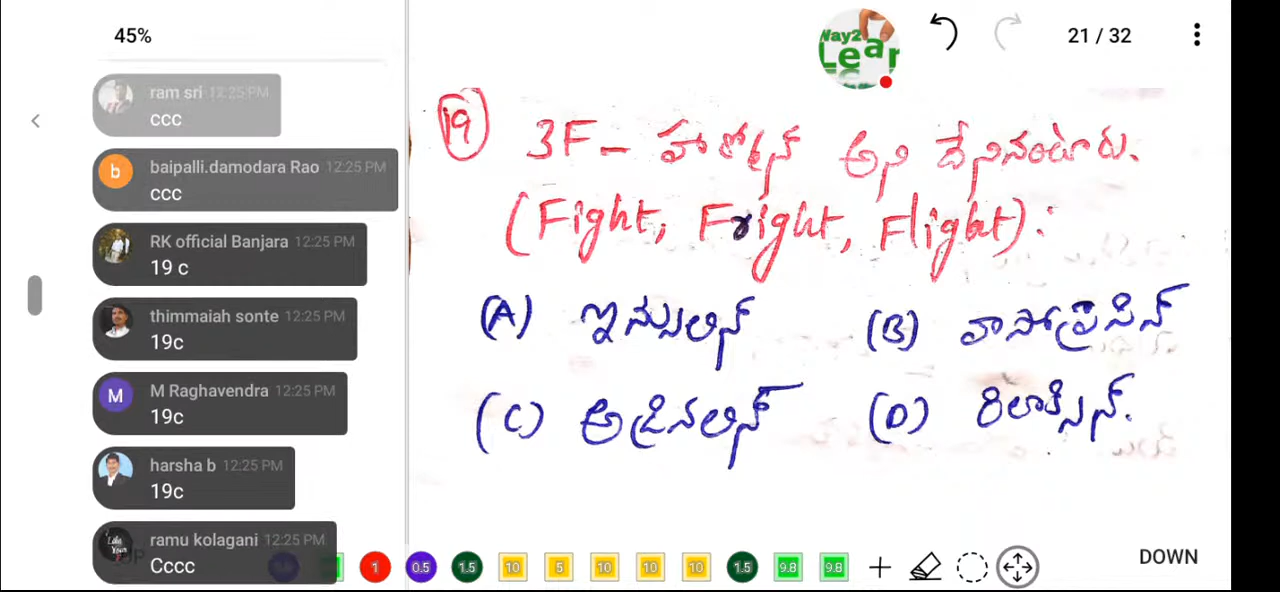 45%
ram sri 12:25 PM
ccc
baipalli.damodara Rao 12:25 PM
ccc
RK official Banjara 12:25 PM
19 c
thimmaiah sonte 12:25 PM
19c
M Raghavendra 12:25 PM
19c
harsha b 12:25 PM
19c
ramu kolagani 12:25 PM
Cccc
Way2
Lear
21 / 32
19 3F - హార్మోన్ అని దేనినంటారు.
(Fight, Fright, Flight) :
(A) ఇన్సులిన్ (B) వాసోప్రెసిన్
(C) అడ్రినలిన్ (D) రిలాక్సిన్.
1 0.5 1.5 10 5 10 10 10 1.5 9.8 9.8
DOWN